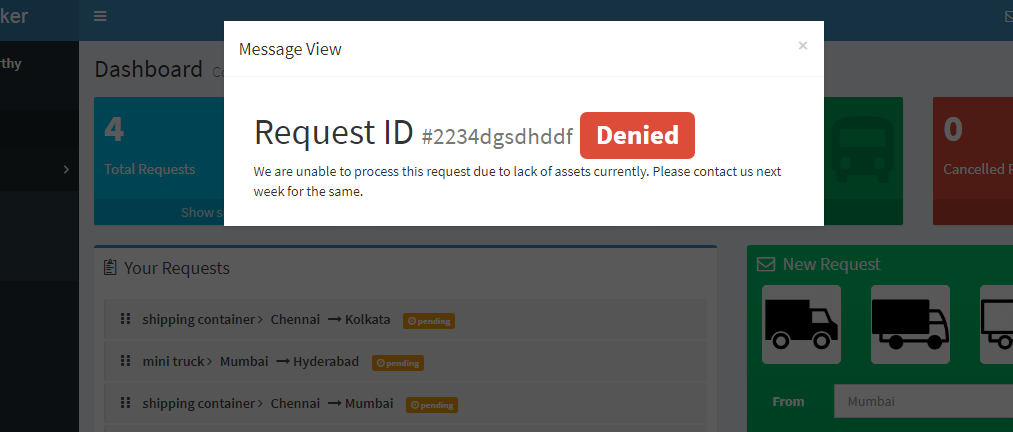 ker
Message View ×
thy
Dashboard
Request ID #2234dgsdhddf Denied
4
0
We are unable to process this request due to lack of assets currently. Please contact us next
week for the same.
Total Requests
Cancelled
Show
Your Requests
New Request
shipping container> Chennai → Kolkata pending
mini truck> Mumbai → Hyderabad pending
shipping container> Chennai → Mumbai pending
From Mumbai